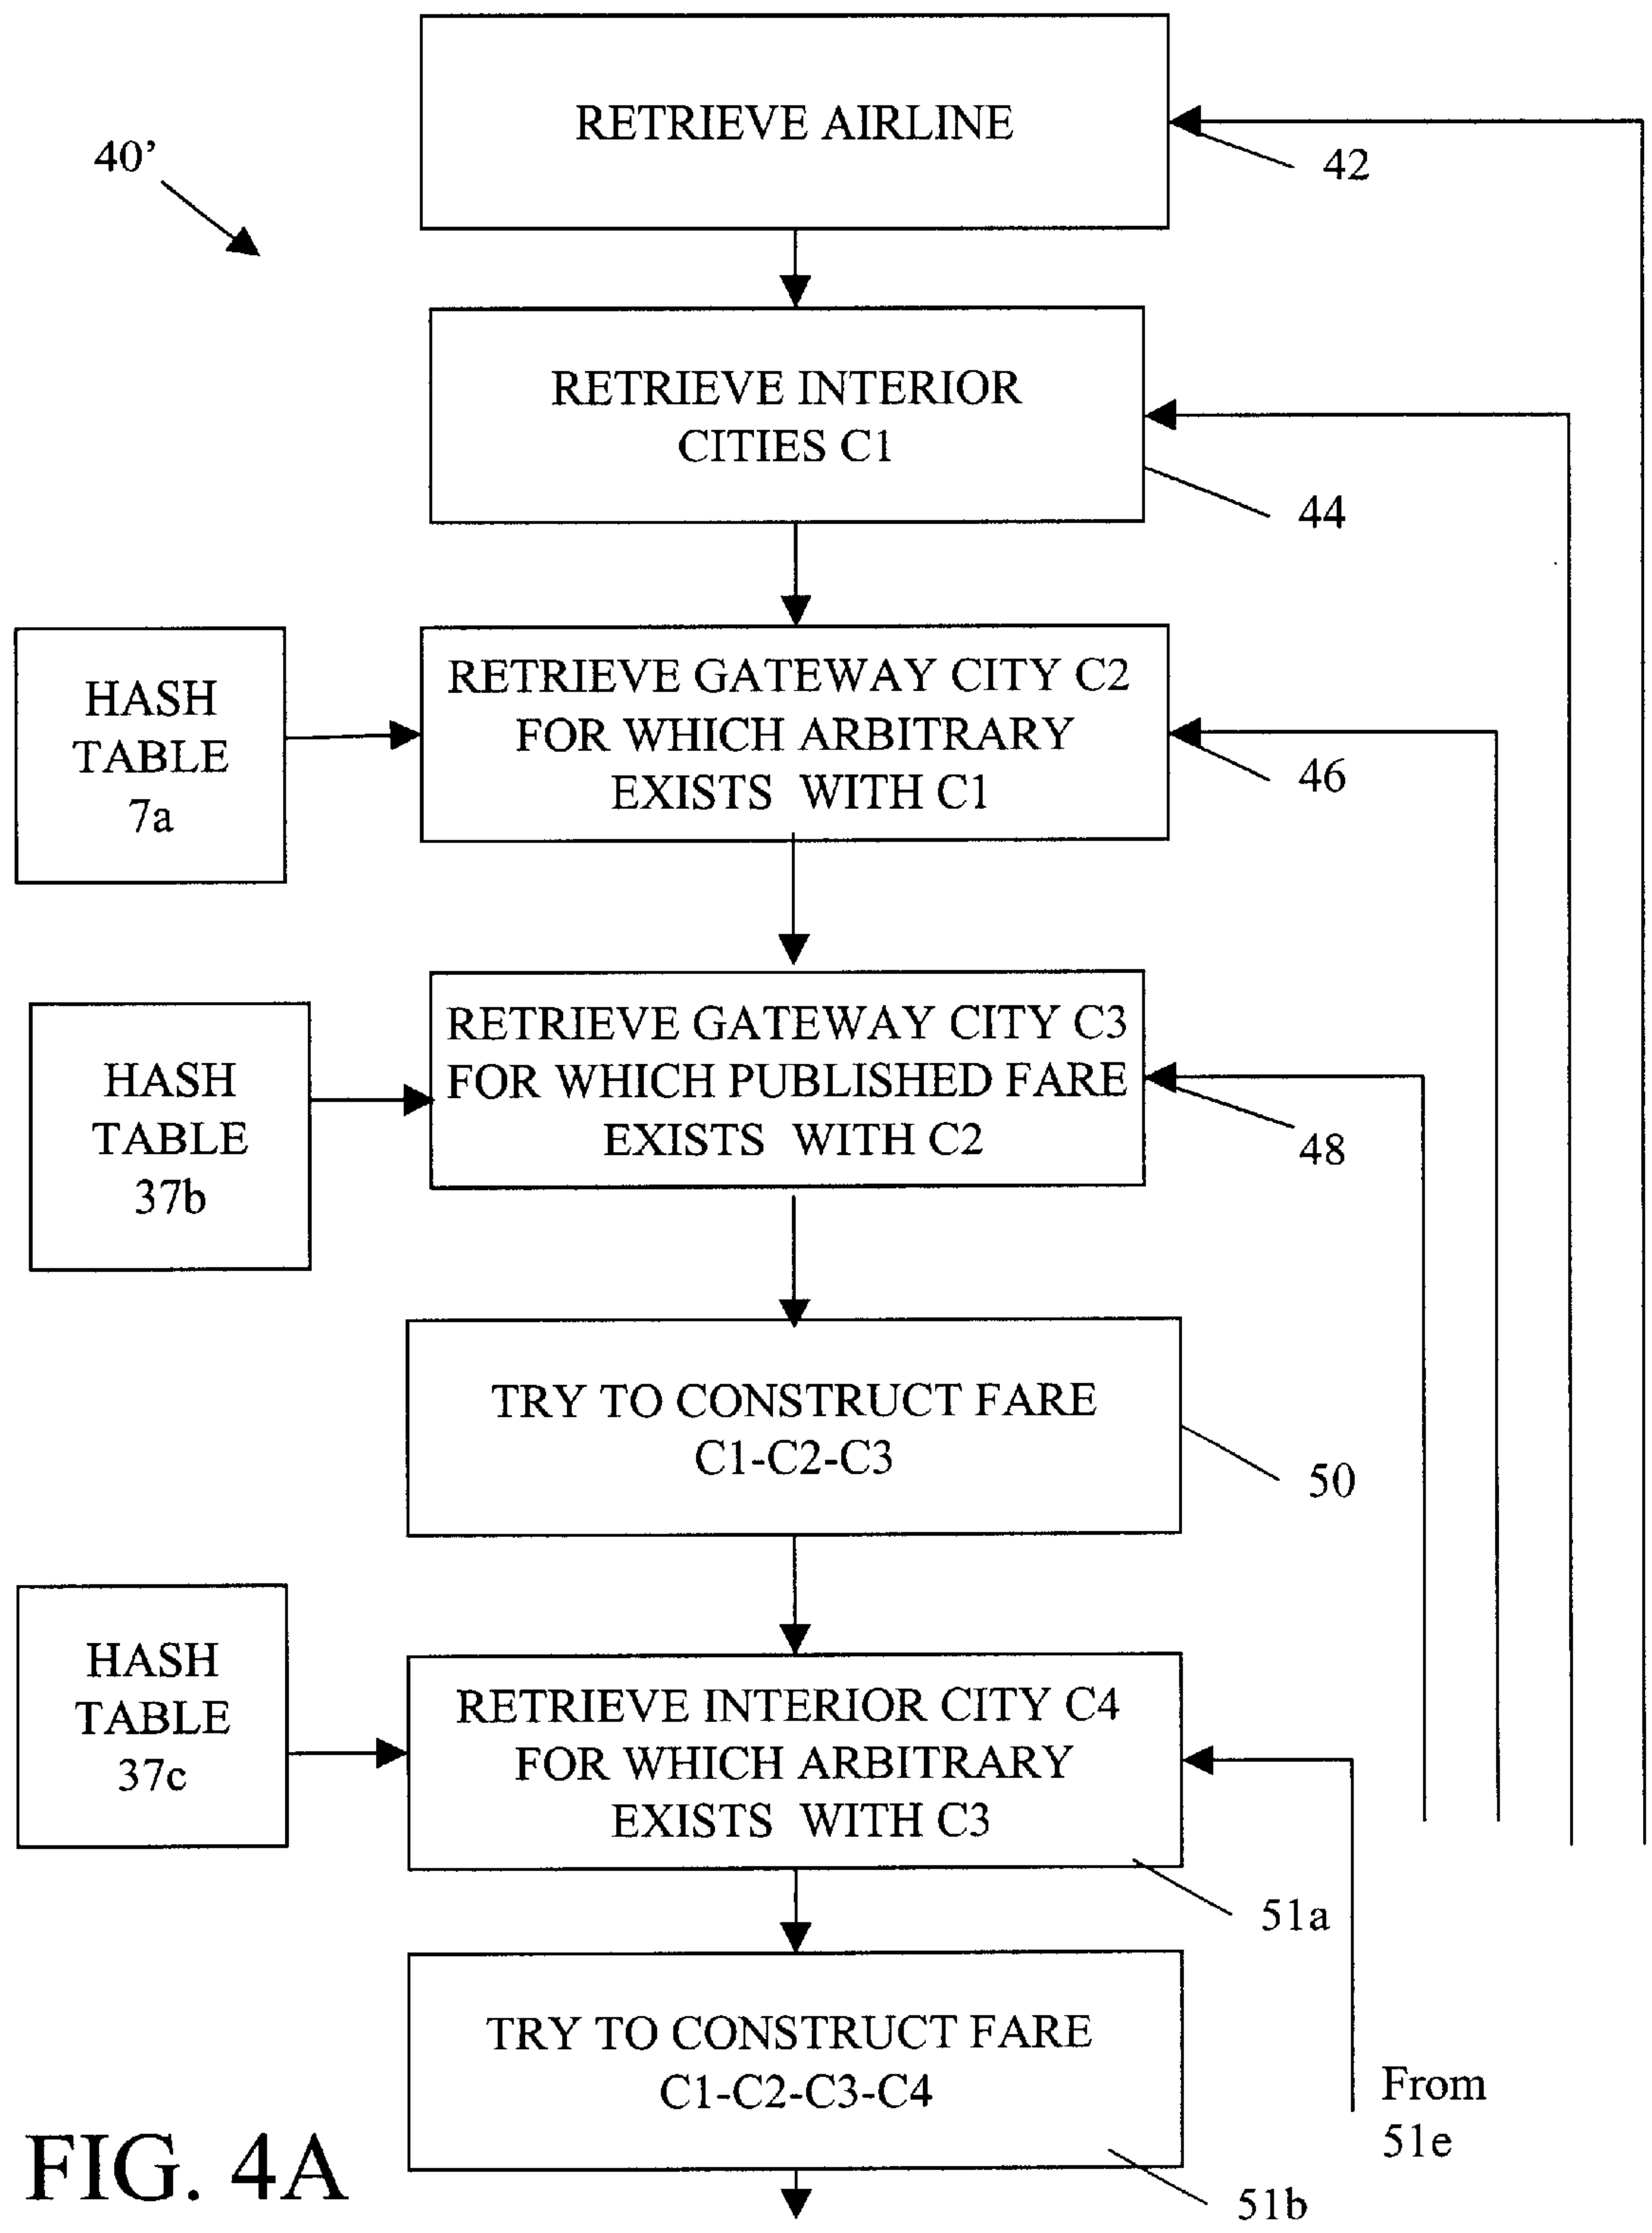 RETRIEVE AIRLINE
40’
42
RETRIEVE INTERIOR
CITIES C1
44
HASH
TABLE
7a
RETRIEVE GATEWAY CITY C2
FOR WHICH ARBITRARY
EXISTS WITH C1
46
HASH
TABLE
37b
RETRIEVE GATEWAY CITY C3
FOR WHICH PUBLISHED FARE
EXISTS WITH C2
48
TRY TO CONSTRUCT FARE
C1-C2-C3
50
HASH
TABLE
37c
RETRIEVE INTERIOR CITY C4
FOR WHICH ARBITRARY
EXISTS WITH C3
51a
TRY TO CONSTRUCT FARE
C1-C2-C3-C4
From
51e
51b
FIG. 4A